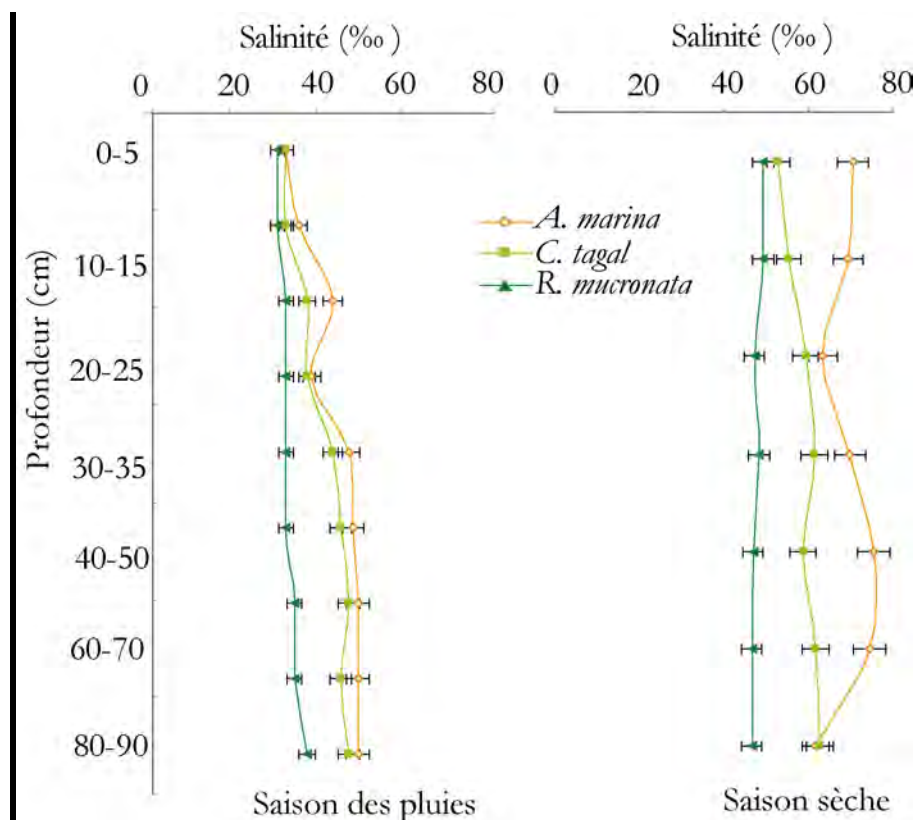 Salinité (‰ )
0 20 40 60 80
Salinité (‰)
0 20 40 60 80
Profondeur (cm)
0-5
10-15
20-25
30-35
40-50
60-70
80-90
A. marina
C. tagal
R. mucronata
Saison des pluies
Saison sèche